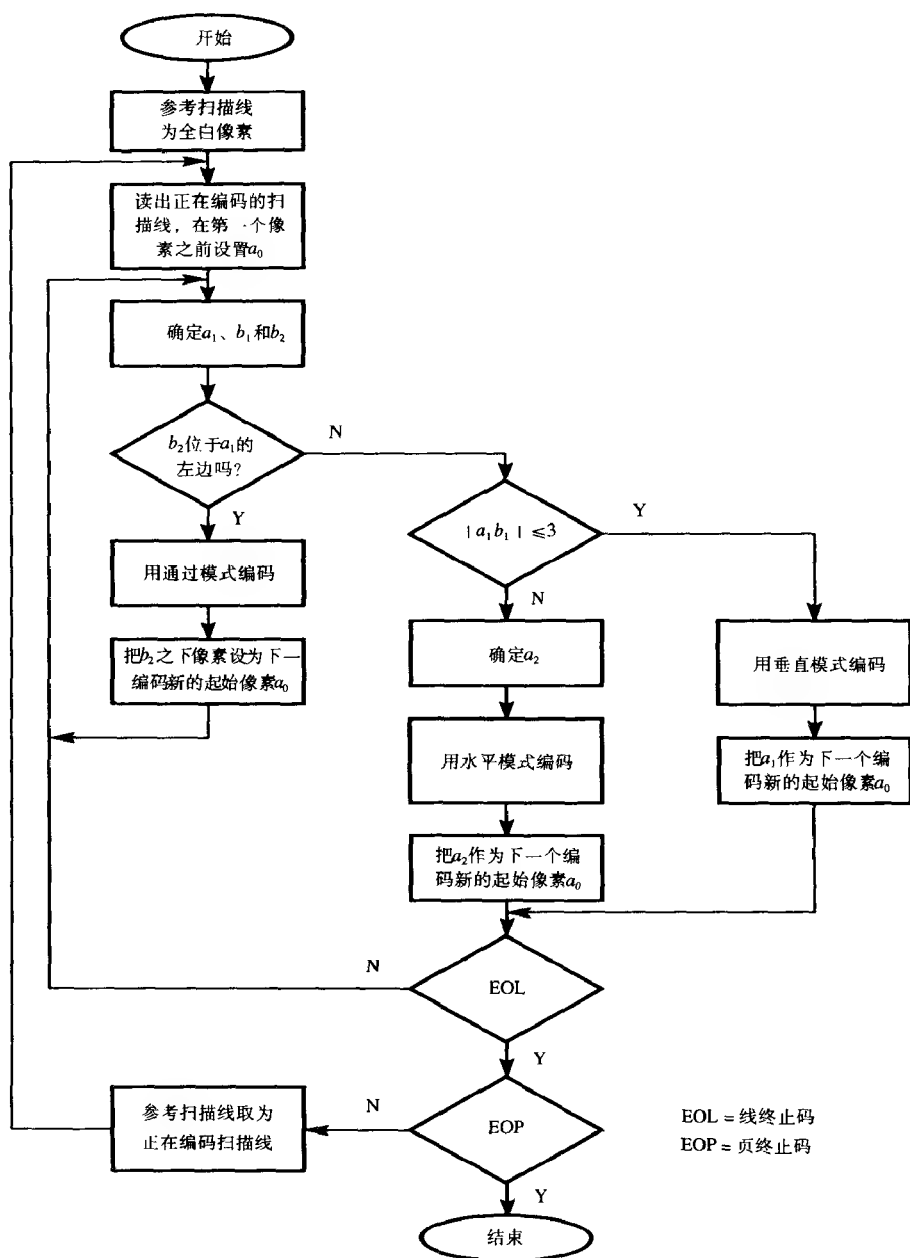 开始
参考扫描线
为全白像素
读出正在编码的扫
描线，在第一个像
素之前设置a₀
确定a₁、b₁和b₂
b₂位于a₁的
左边吗？
N
Y
|a₁b₁|≤3
Y
N
用通过模式编码
把b₂之下像素设为下一
编码新的起始像素a₀
确定a₂
用水平模式编码
把a₂作为下一个编
码新的起始像素a₀
用垂直模式编码
把a₁作为下一个编
码新的起始像素a₀
N
EOL
Y
参考扫描线取为
正在编码扫描线
N
EOP
Y
结束
EOL = 线终止码
EOP = 页终止码